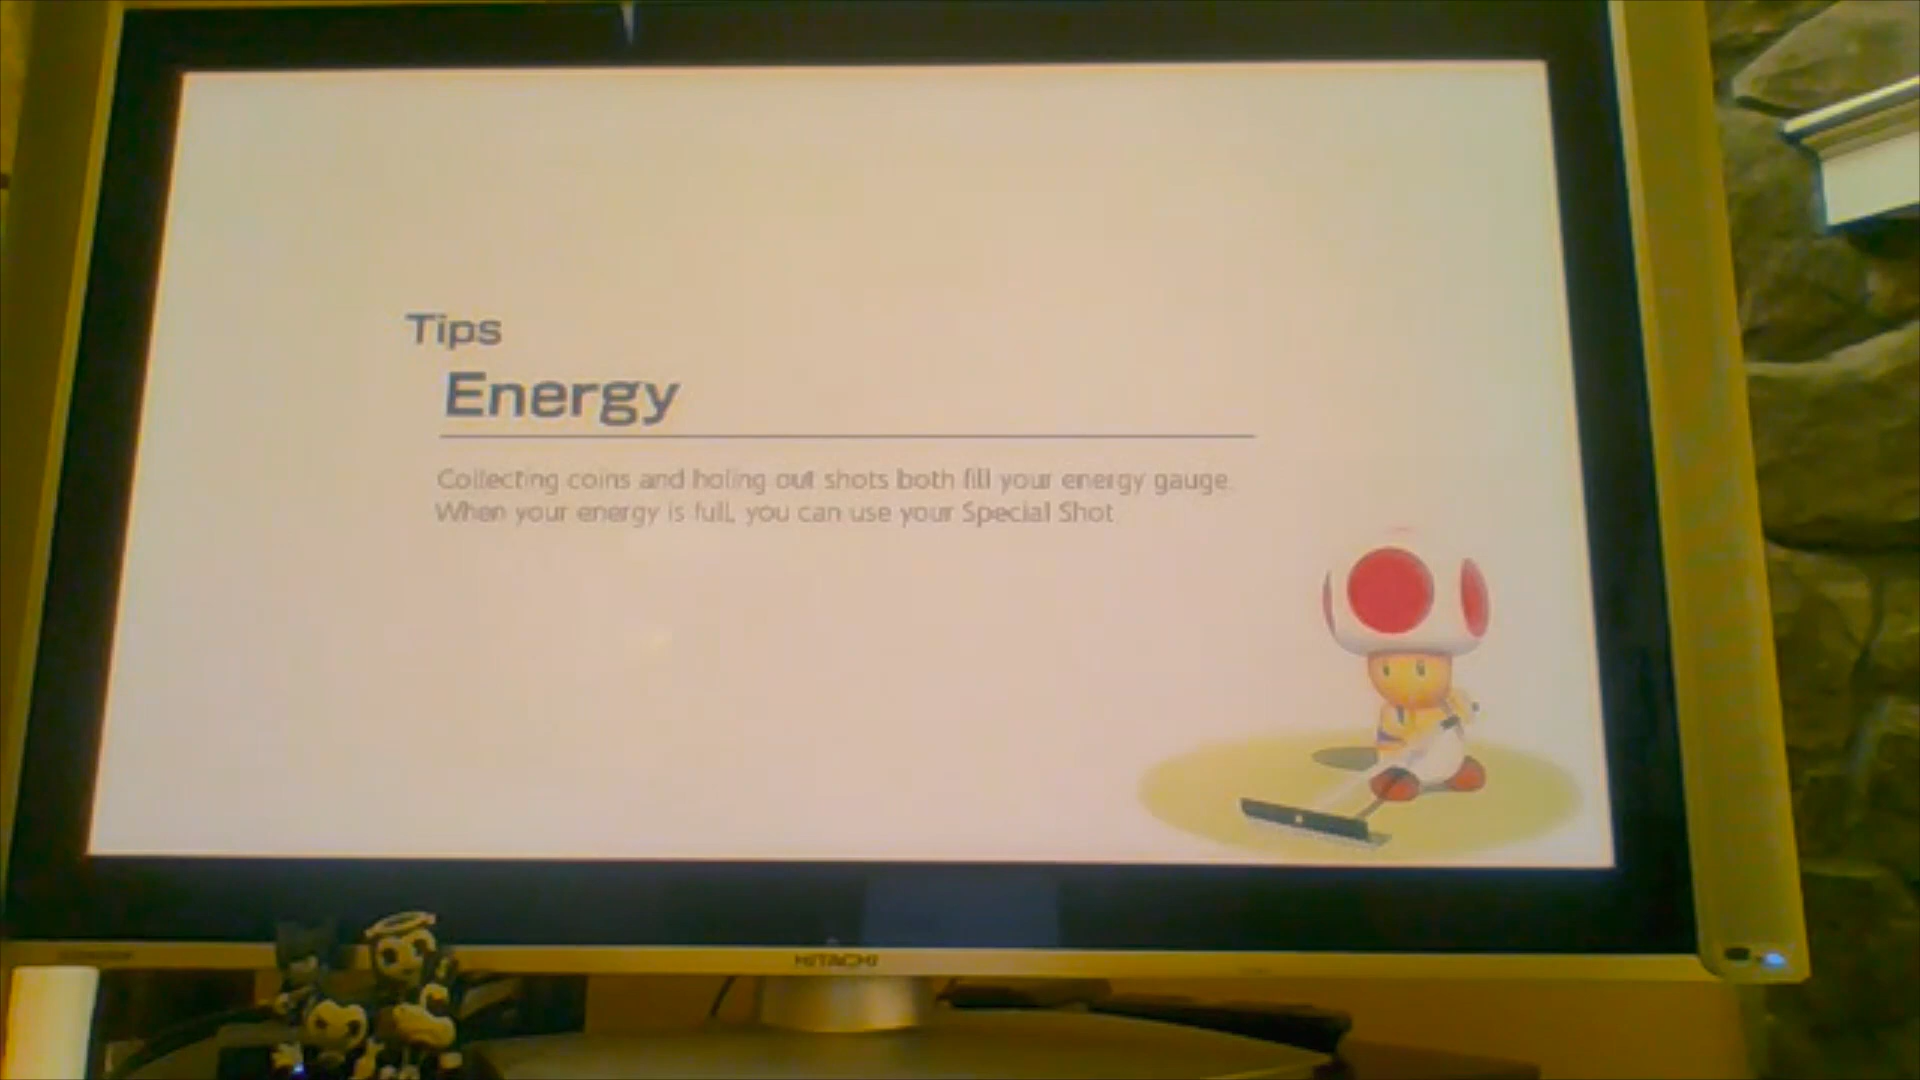 Tips
Energy
Collecting coins and holing out shots both fill your energy gauge.
When your energy is full, you can use your Special Shot.
HITACHI